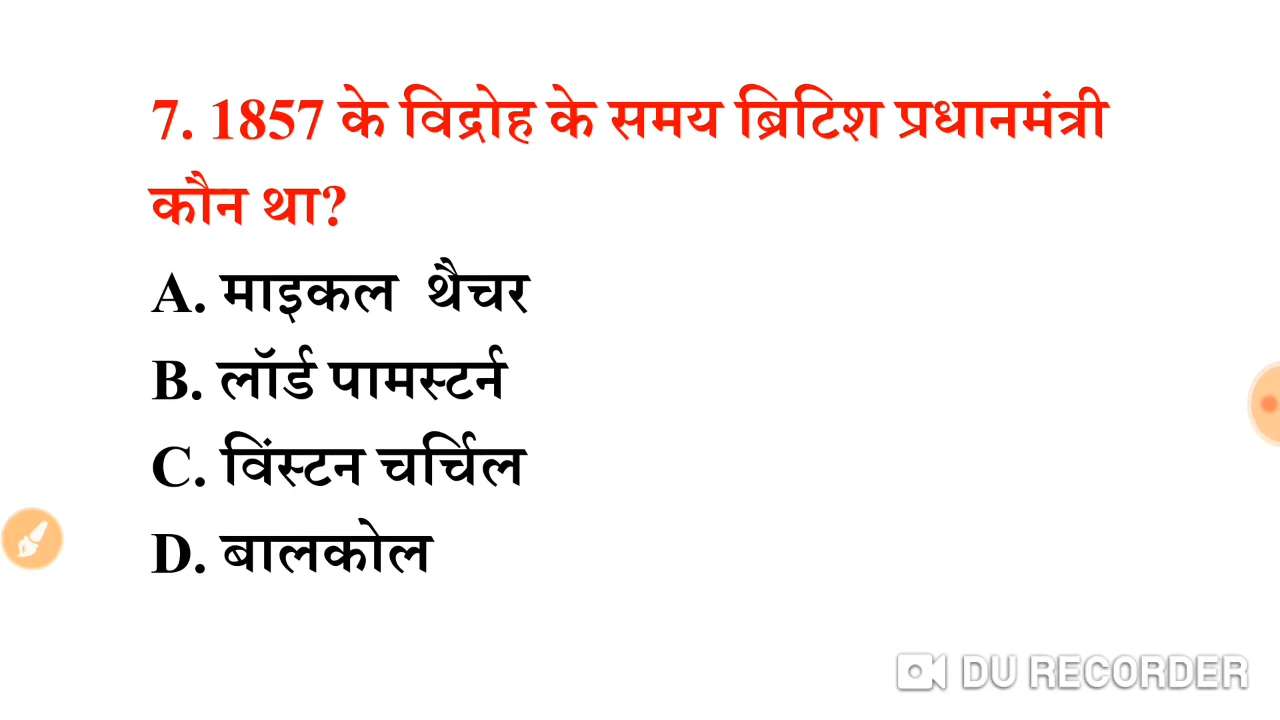 7. 1857 के विद्रोह के समय ब्रिटिश प्रधानमंत्री
कौन था?
A. माइकल थैचर
B. लॉर्ड पामस्टर्न
C. विंस्टन चर्चिल
D. बालकोल
DU RECORDER